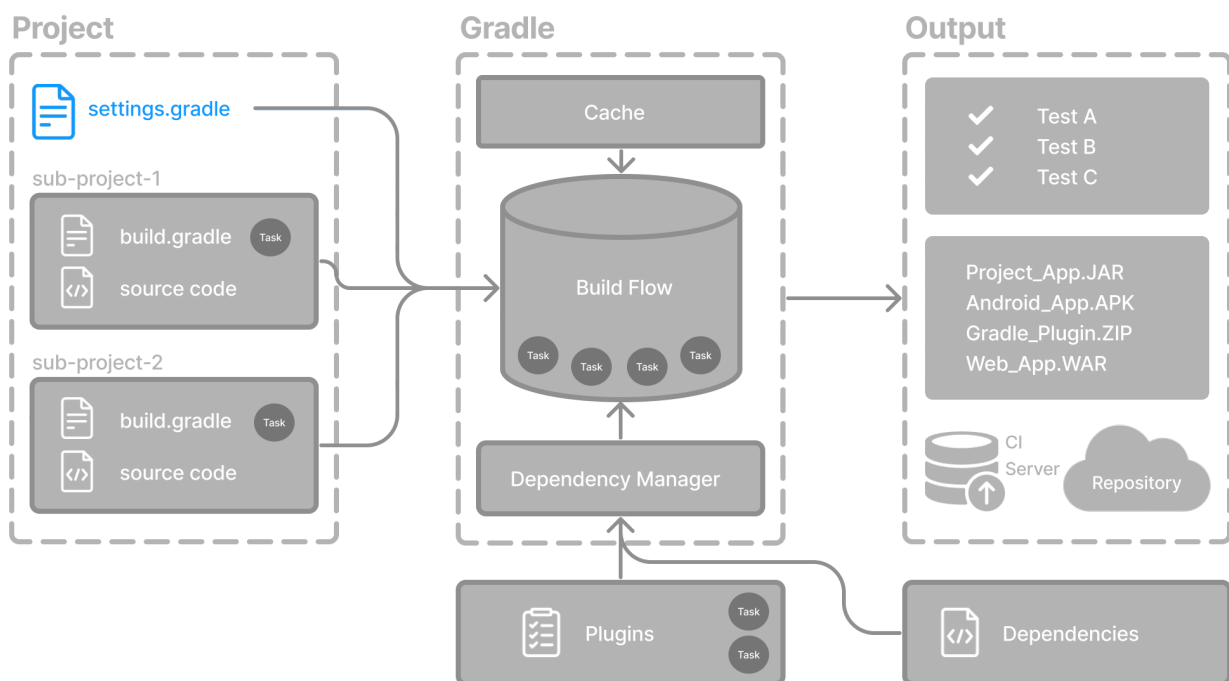 Project
settings.gradle
sub-project-1
build.gradle
Task
source code
sub-project-2
build.gradle
Task
source code
Gradle
Cache
Build Flow
Task
Task
Task
Task
Dependency Manager
Plugins
Task
Task
Output
Test A
Test B
Test C
Project_App.JAR
Android_App.APK
Gradle_Plugin.ZIP
Web_App.WAR
CI
Server
Repository
Dependencies